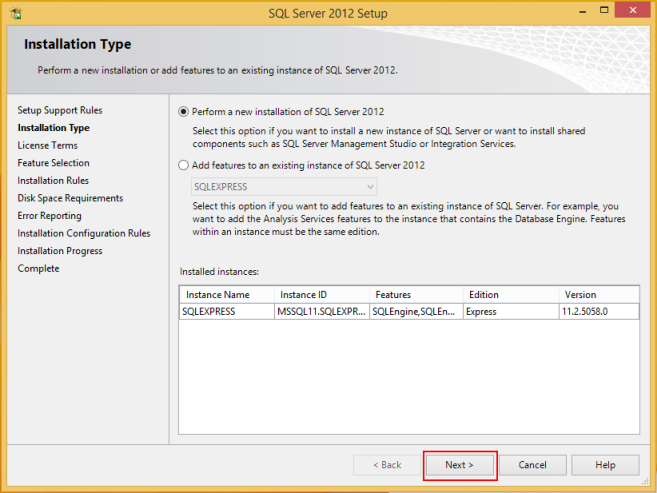 SQL Server 2012 Setup
Installation Type
Perform a new installation or add features to an existing instance of SQL Server 2012.
Setup Support Rules
Installation Type
License Terms
Feature Selection
Installation Rules
Disk Space Requirements
Error Reporting
Installation Configuration Rules
Installation Progress
Complete
Perform a new installation of SQL Server 2012
Select this option if you want to install a new instance of SQL Server or want to install shared
components such as SQL Server Management Studio or Integration Services.
Add features to an existing instance of SQL Server 2012
SQLEXPRESS
Select this option if you want to add features to an existing instance of SQL Server. For example, you
want to add the Analysis Services features to the instance that contains the Database Engine. Features
within an instance must be the same edition.
Installed instances:
Instance Name Instance ID Features Edition Version
SQLEXPRESS MSSQL11.SQLEXPR... SQLEngine,SQLEn... Express 11.2.5058.0
< Back Next > Cancel Help